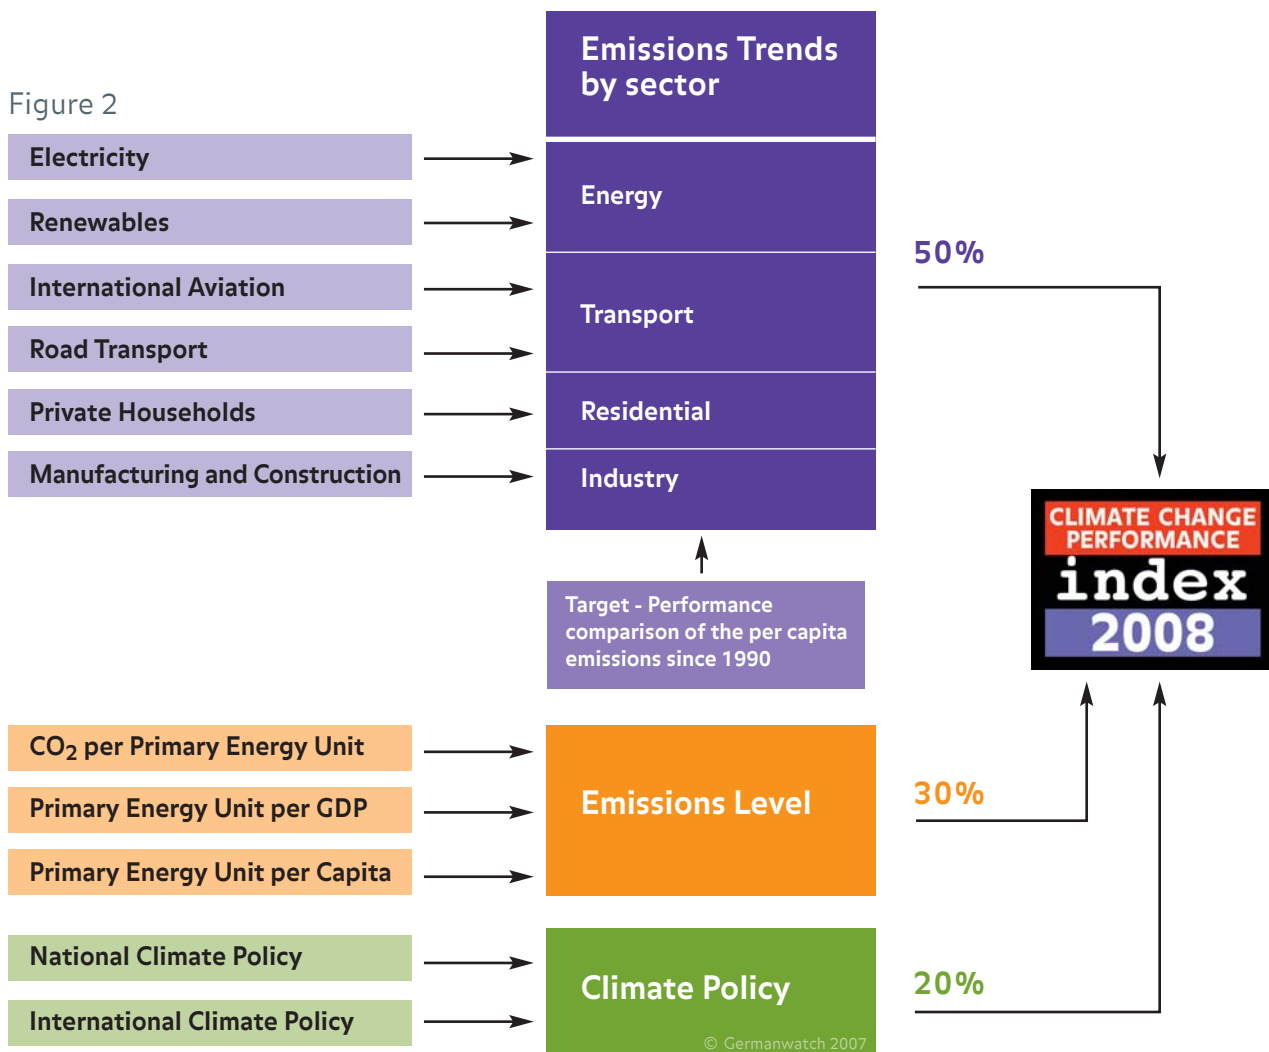 Figure 2
Electricity
Renewables
International Aviation
Road Transport
Private Households
Manufacturing and Construction
Emissions Trends
by sector
Energy
Transport
Residential
Industry
Target - Performance
comparison of the per capita
emissions since 1990
50%
CLIMATE CHANGE
PERFORMANCE
index
2008
CO₂ per Primary Energy Unit
Primary Energy Unit per GDP
Primary Energy Unit per Capita
Emissions Level
30%
National Climate Policy
International Climate Policy
Climate Policy
© Germanwatch 2007
20%